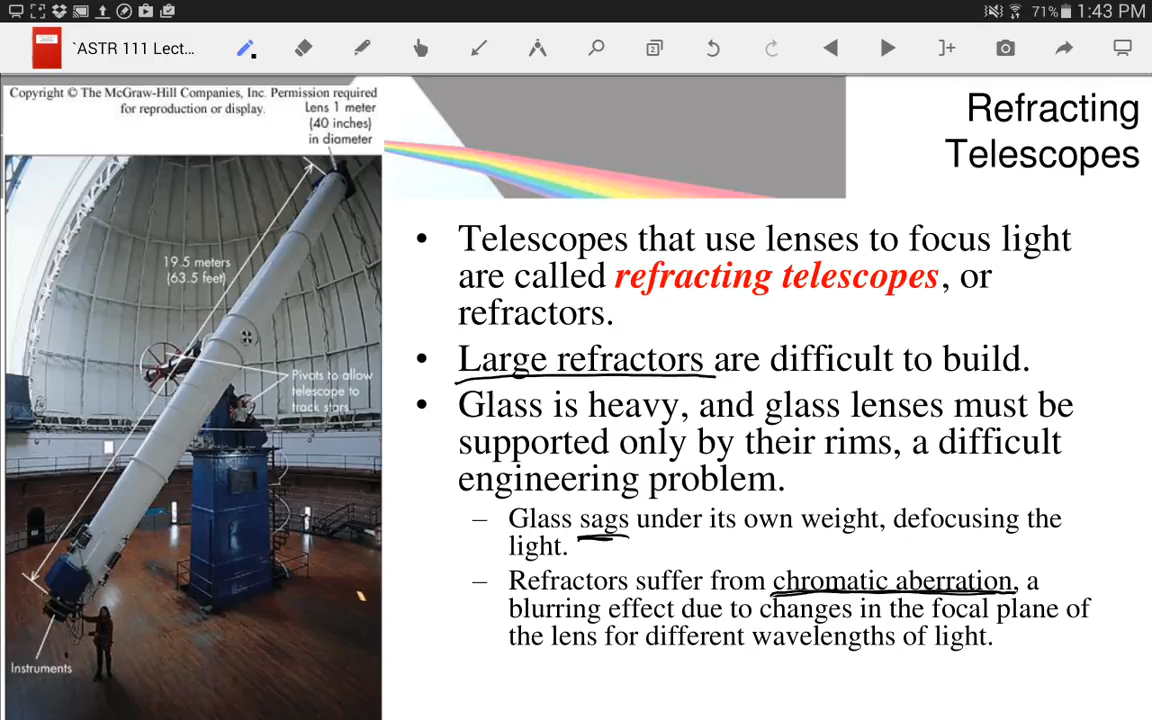 71% 1:43 PM
`ASTR 111 Lect...
2
]+
Copyright © The McGraw-Hill Companies, Inc. Permission required
for reproduction or display.
Lens 1 meter
(40 inches)
in diameter
19.5 meters
(63.5 feet)
Pivots to allow
telescope to
track stars
Instruments
Refracting
Telescopes
• Telescopes that use lenses to focus light
are called refracting telescopes, or
refractors.
• Large refractors are difficult to build.
• Glass is heavy, and glass lenses must be
supported only by their rims, a difficult
engineering problem.
– Glass sags under its own weight, defocusing the
light.
– Refractors suffer from chromatic aberration, a
blurring effect due to changes in the focal plane of
the lens for different wavelengths of light.